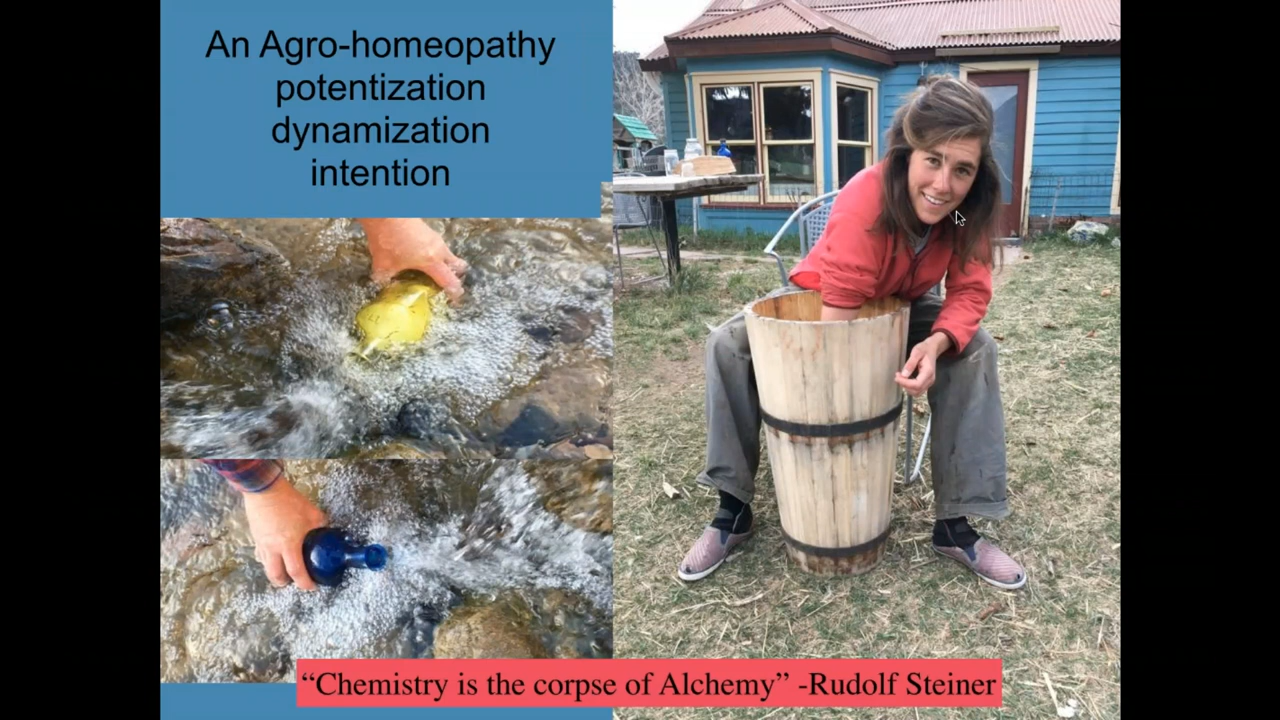 An Agro-homeopathy
potentization
dynamization
intention
“Chemistry is the corpse of Alchemy” -Rudolf Steiner